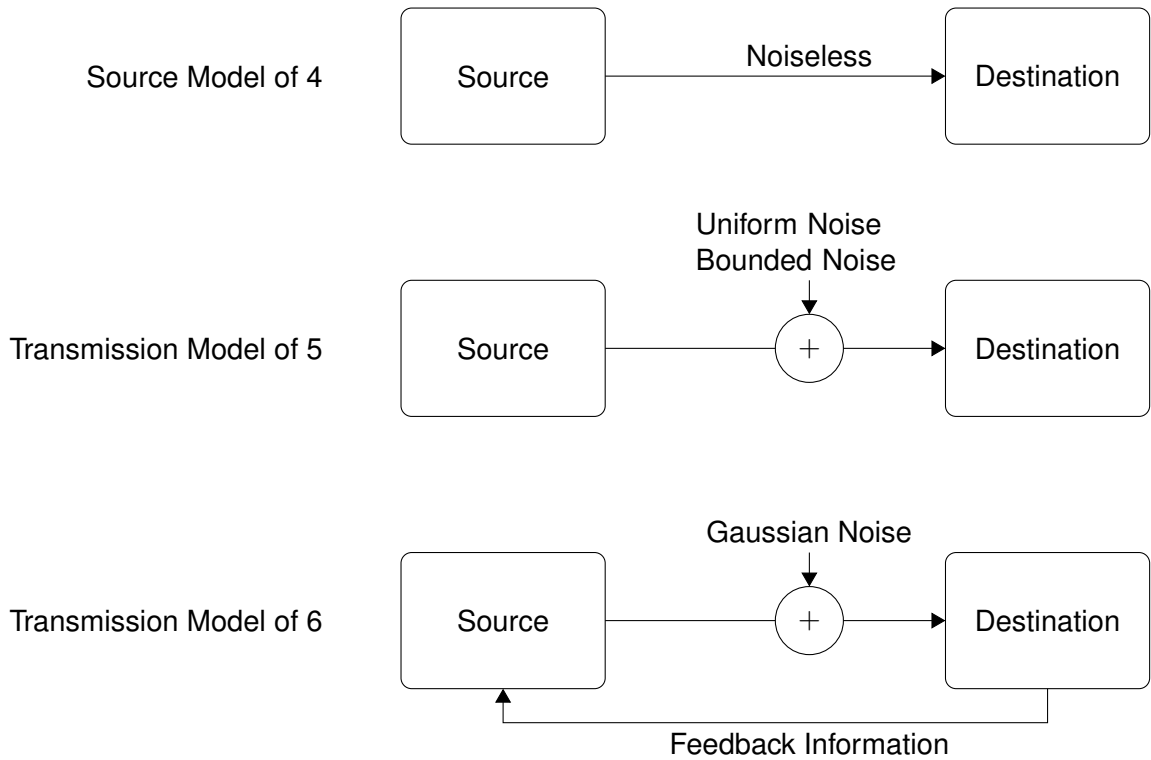 Source Model of 4
Source
Noiseless
Destination
Uniform Noise
Bounded Noise
Transmission Model of 5
Source
+
Destination
Gaussian Noise
Transmission Model of 6
Source
+
Destination
Feedback Information